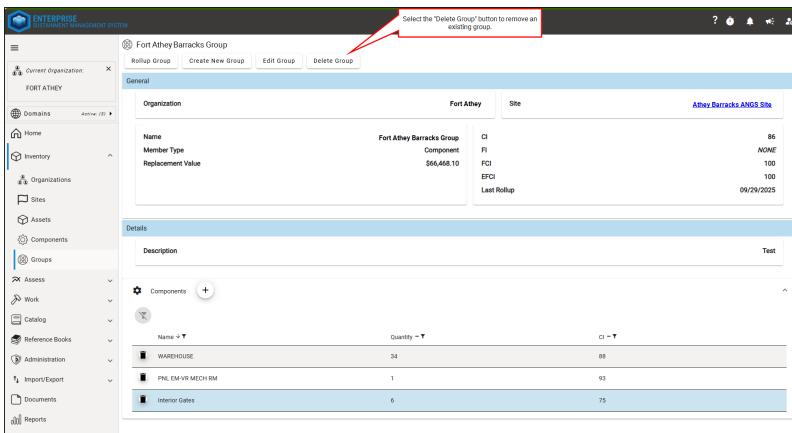 ENTERPRISE
SUSTAINMENT MANAGEMENT SYSTEM
Select the "Delete Group" button to remove an
existing group.
?
Current Organization:
FORT ATHEY
Domains Active: (0)
Home
Inventory
Organizations
Sites
Assets
Components
Groups
Assess
Work
Catalog
Reference Books
Administration
Import/Export
Documents
Reports
Fort Athey Barracks Group
Rollup Group Create New Group Edit Group Delete Group
General
Organization Fort Athey Site Athey Barracks ANGS Site
Name Fort Athey Barracks Group
Member Type Component
Replacement Value $66,468.10
CI 86
FI NONE
FCI 100
EFCI 100
Last Rollup 09/29/2025
Details
Description Test
Components
Name Quantity CI
WAREHOUSE 34 88
PNL EM-VR MECH RM 1 93
Interior Gates 6 75